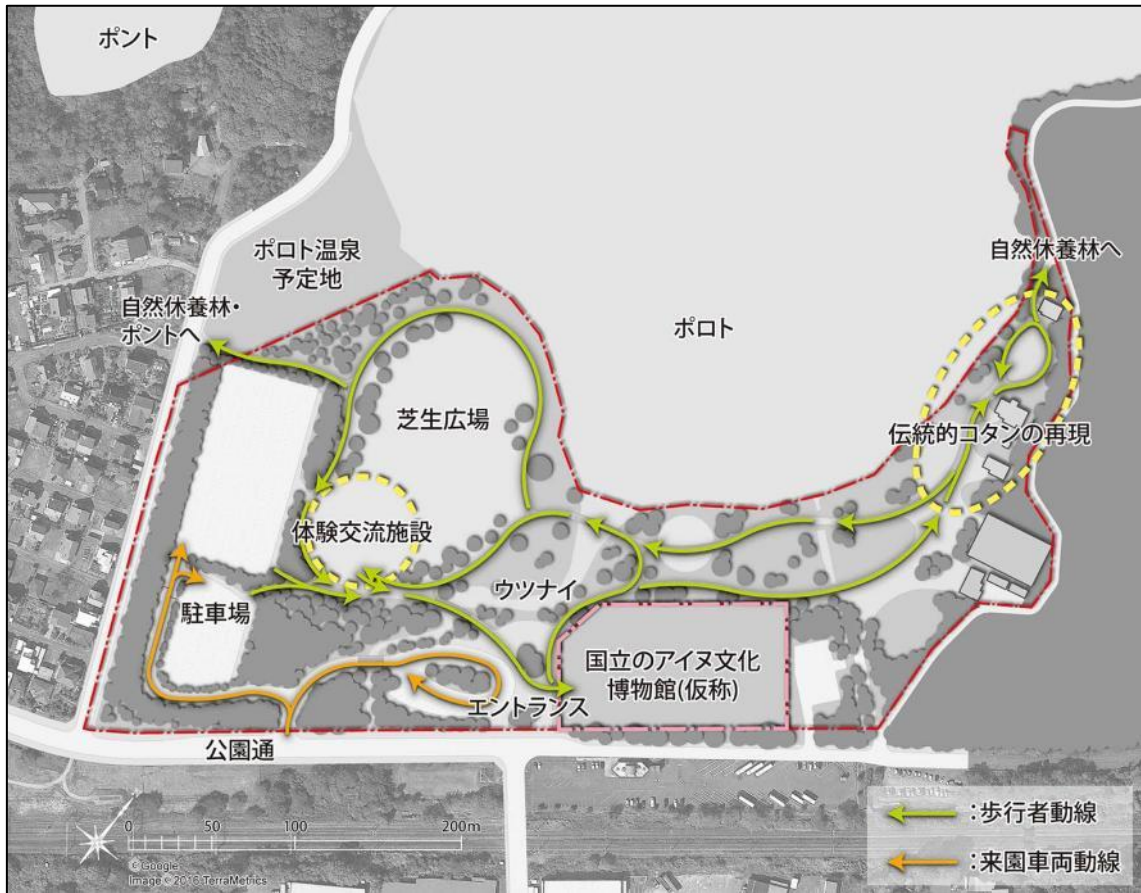 ポント
ポロト温泉
予定地
自然休養林・
ポントへ
自然休養林へ
ポロト
芝生広場
伝統的コタンの再現
体験交流施設
ウツナイ
駐車場
国立のアイヌ文化
博物館(仮称)
エントランス
公園通
0 50 100 200m
© Google
Image © 2016 TerraMetrics
:歩行者動線
:来園車両動線